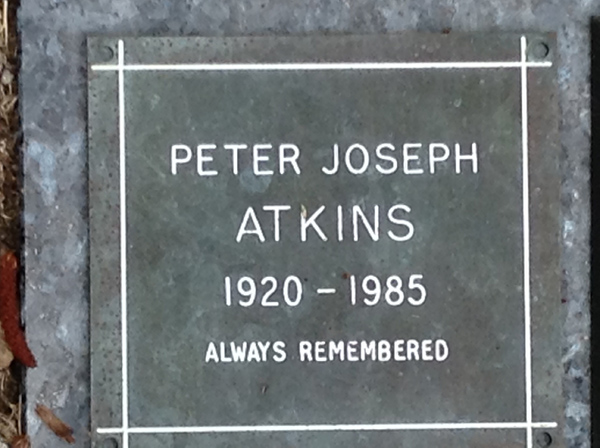 PETER JOSEPH
ATKINS
1920 – 1985
ALWAYS REMEMBERED